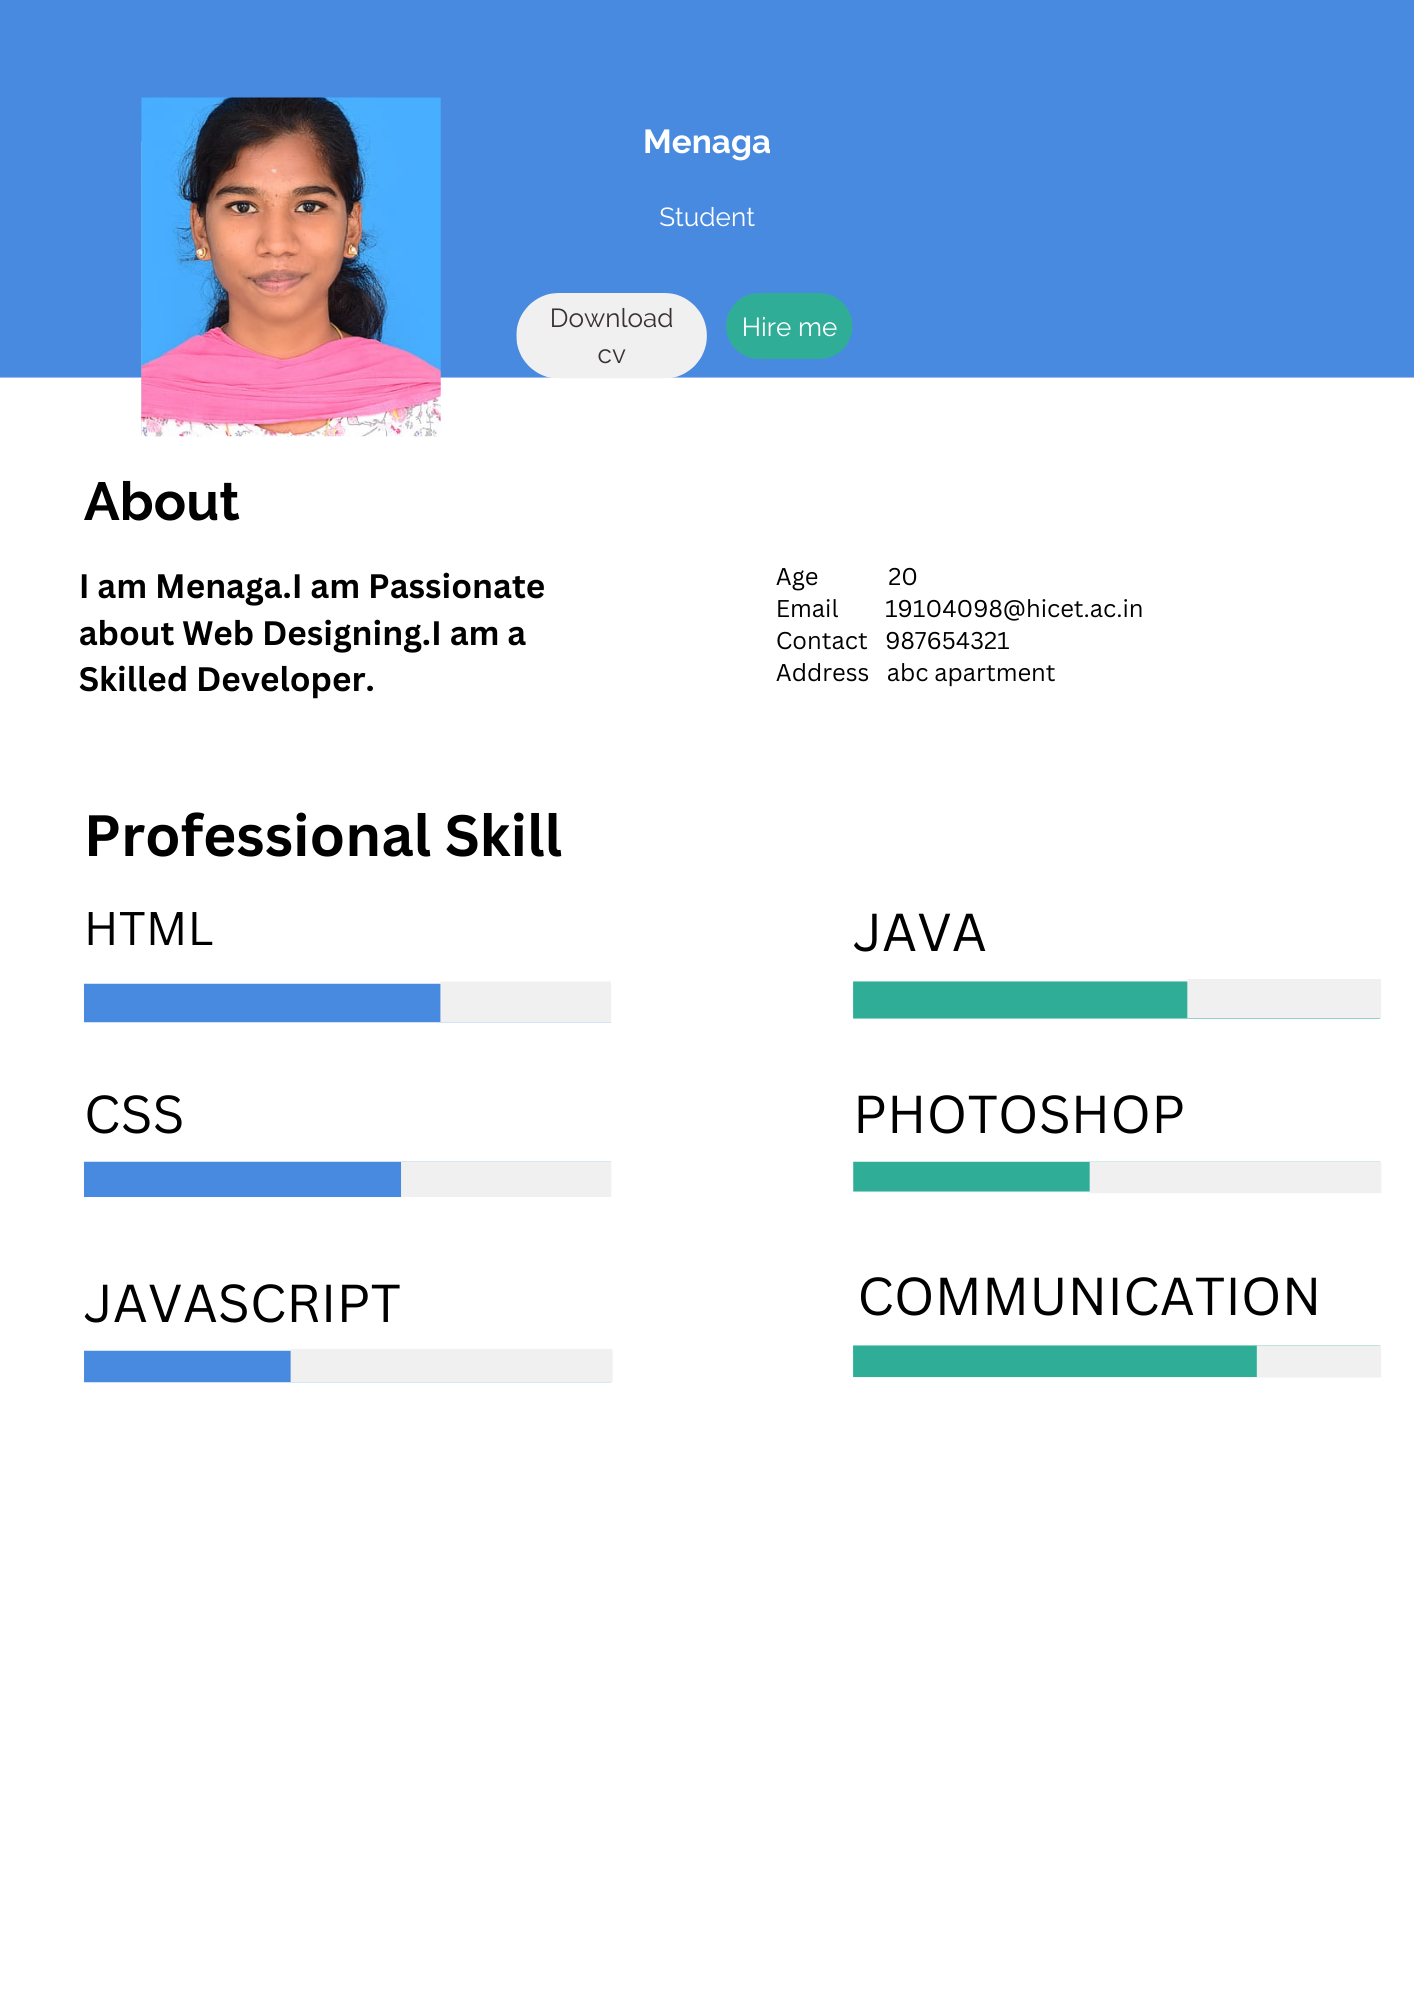 Menaga
Student
Download
cv
Hire me
About
I am Menaga.I am Passionate
about Web Designing.I am a
Skilled Developer.
Age 20
Email 19104098@hicet.ac.in
Contact 987654321
Address abc apartment
Professional Skill
HTML
JAVA
CSS
PHOTOSHOP
JAVASCRIPT
COMMUNICATION